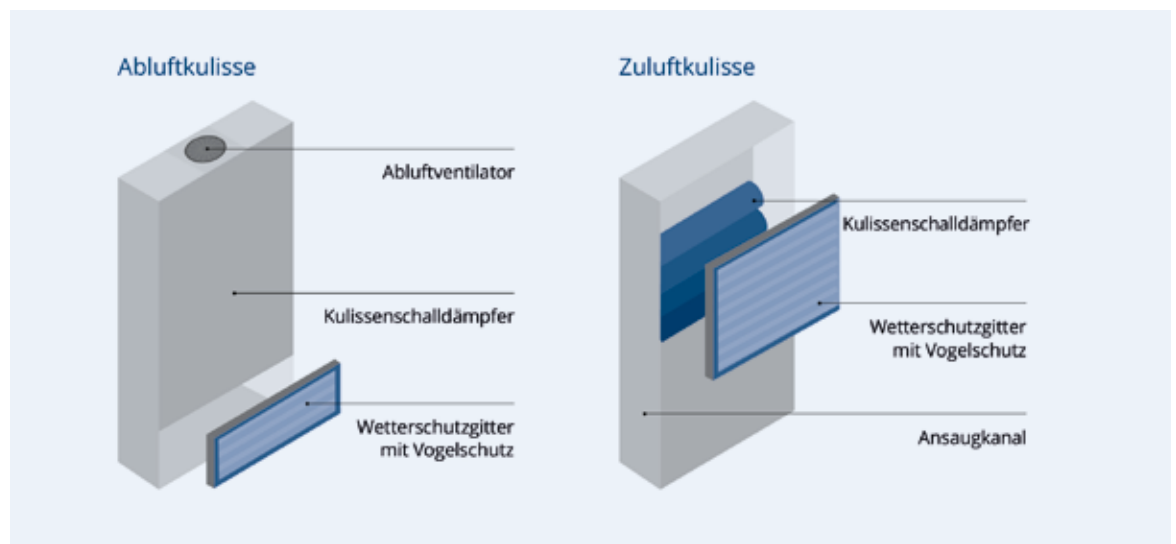 Abluftkulisse
Abluftventilator
Kulissenschalldämpfer
Wetterschutzgitter
mit Vogelschutz
Zuluftkulisse
Kulissenschalldämpfer
Wetterschutzgitter
mit Vogelschutz
Ansaugkanal